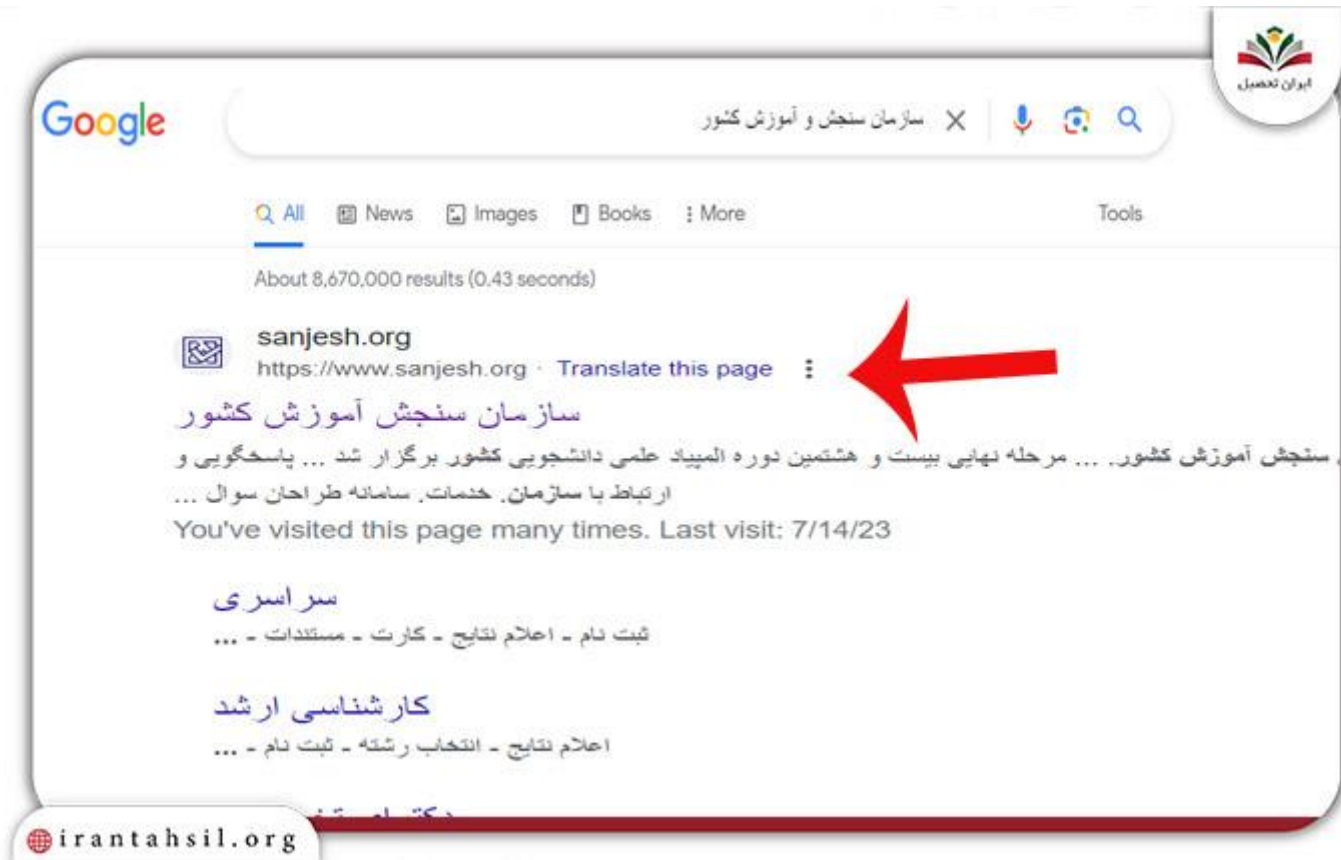 ایران تحصیل
Google
سازمان سنجش و آموزش کشور
All News Images Books More Tools
About 8,670,000 results (0.43 seconds)
sanjesh.org
https://www.sanjesh.org · Translate this page
سازمان سنجش آموزش کشور
سنجش آموزش کشور. ... مرحله نهایی بیست و هشتمین دوره المپیاد علمی دانشجویی کشور برگزار شد ... پاسخگویی و
ارتباط با سازمان. خدمات. سامانه طراحان سوال ...
You've visited this page many times. Last visit: 7/14/23
سراسری
ثبت نام - اعلام نتایج - کارت - مستندات - ...
کارشناسی ارشد
اعلام نتایج - انتخاب رشته - ثبت نام - ...
irantahsil.org